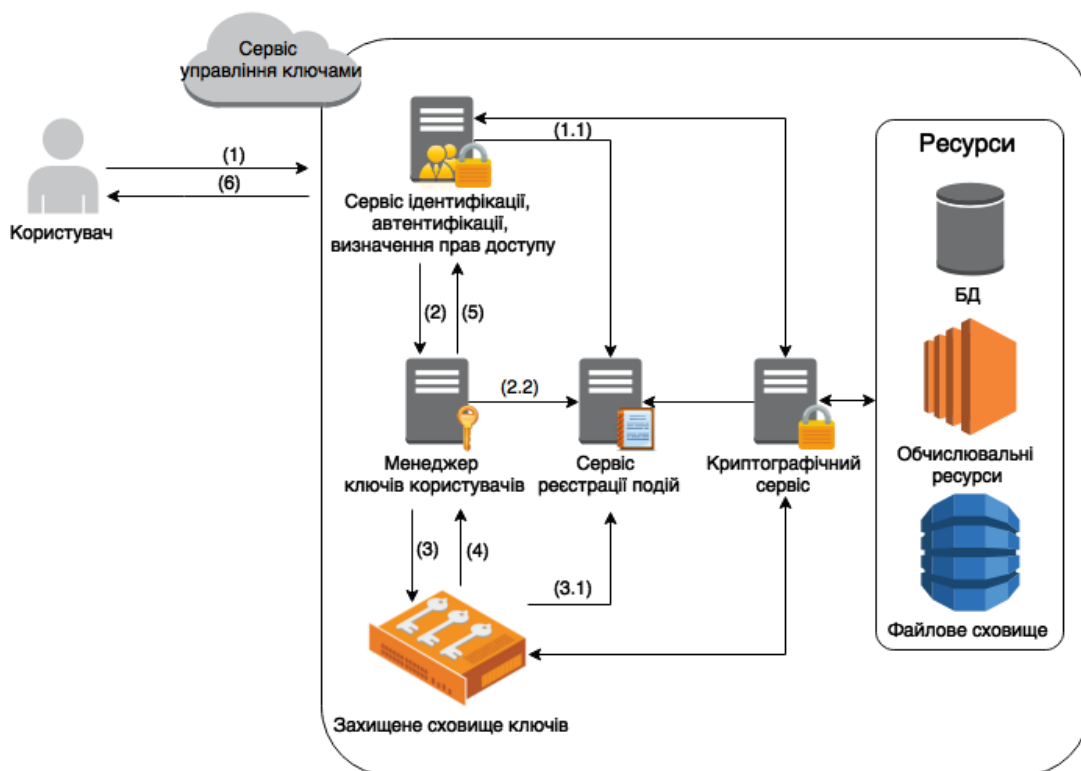 Сервіс
управління ключами
(1)
(6)
Користувач
(1.1)
Сервіс ідентифікації,
автентифікації,
визначення прав доступу
(2)
(5)
Менеджер
ключів користувачів
(2.2)
Сервіс
реєстрації подій
Криптографічний
сервіс
(3)
(4)
(3.1)
Захищене сховище ключів
Ресурси
БД
Обчислювальні
ресурси
Файлове сховище